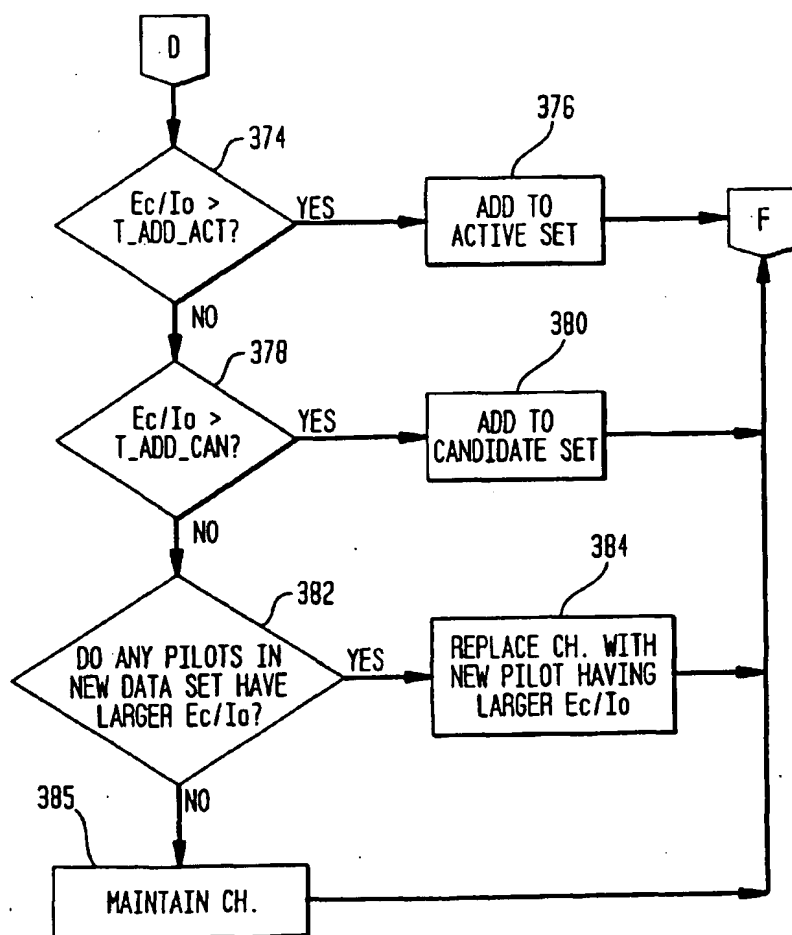 D
374
Ec/Io >
T_ADD_ACT?
YES
376
ADD TO
ACTIVE SET
F
NO
378
Ec/Io >
T_ADD_CAN?
YES
380
ADD TO
CANDIDATE SET
NO
382
DO ANY PILOTS IN
NEW DATA SET HAVE
LARGER Ec/Io?
YES
384
REPLACE CH. WITH
NEW PILOT HAVING
LARGER Ec/Io
NO
385
MAINTAIN CH.